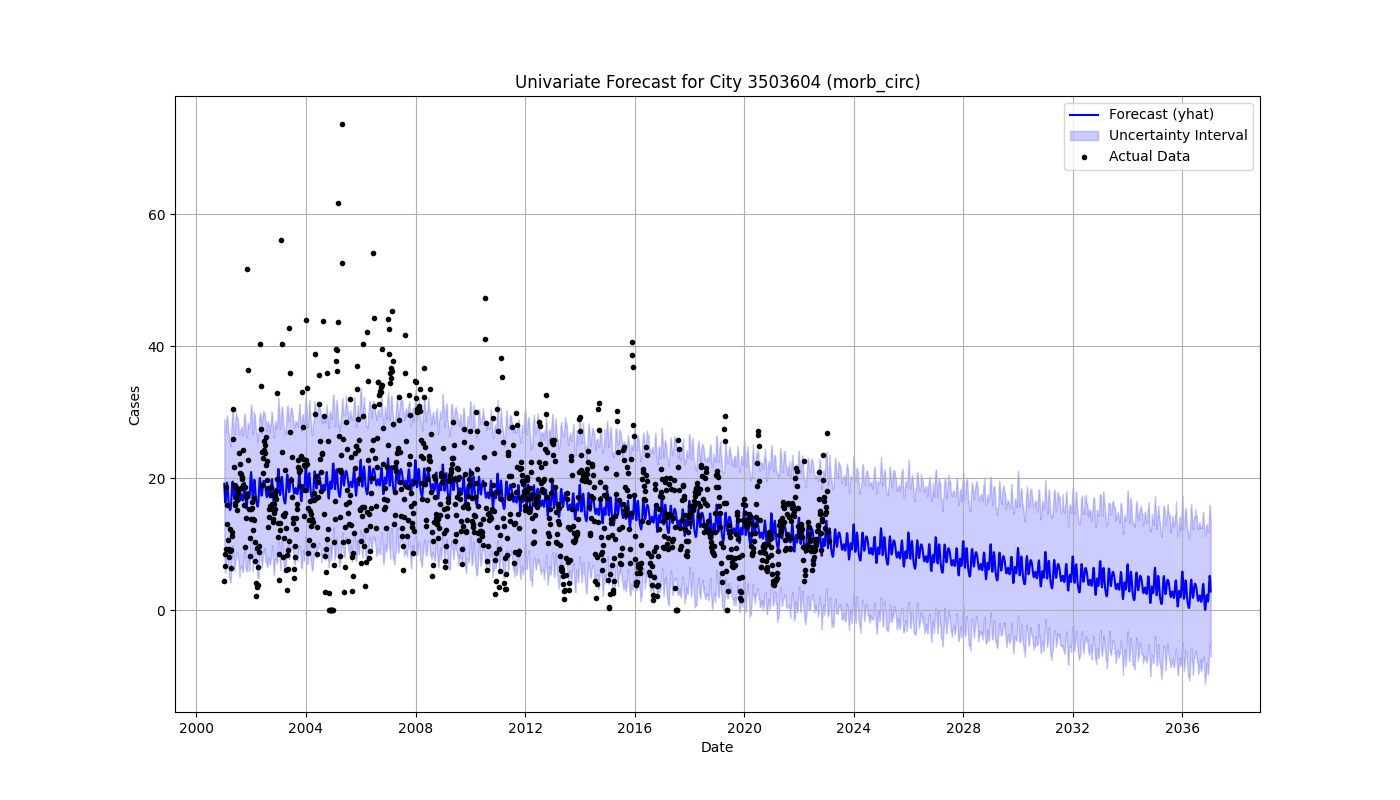 Univariate Forecast for City 3503604 (morb_circ)
Forecast (yhat)
Uncertainty Interval
Actual Data
Cases
60
40
20
0
2000 2004 2008 2012 2016 2020 2024 2028 2032 2036
Date